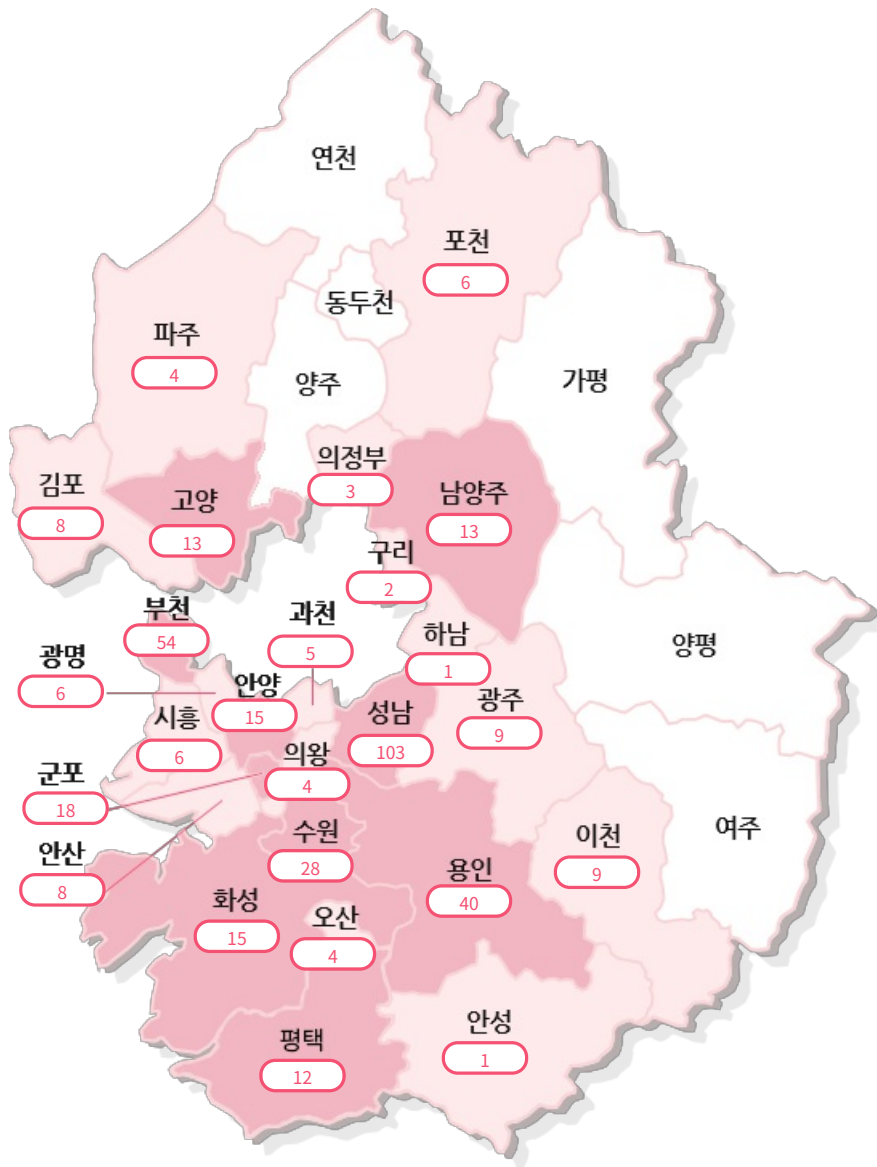 연천
포천
6
동두천
파주
4
양주
가평
의정부
3
김포
8
고양
13
남양주
13
구리
2
부천
54
과천
5
하남
1
양평
광명
6
안양
15
시흥
6
성남
103
광주
9
의왕
4
군포
18
수원
28
이천
9
여주
안산
8
용인
40
화성
15
오산
4
안성
1
평택
12